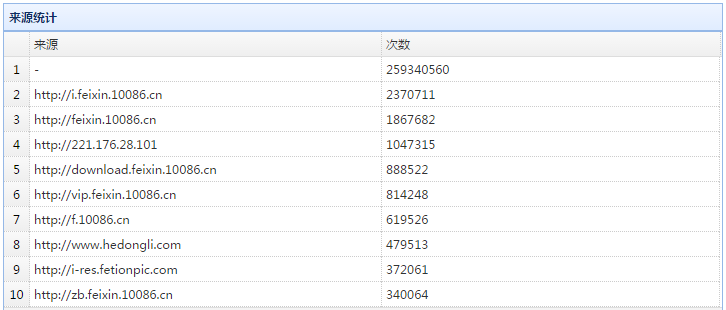 来源统计
来源 次数
1 - 259340560
2 http://i.feixin.10086.cn 2370711
3 http://feixin.10086.cn 1867682
4 http://221.176.28.101 1047315
5 http://download.feixin.10086.cn 888522
6 http://vip.feixin.10086.cn 814248
7 http://f.10086.cn 619526
8 http://www.hedongli.com 479513
9 http://i-res.fetionpic.com 372061
10 http://zb.feixin.10086.cn 340064